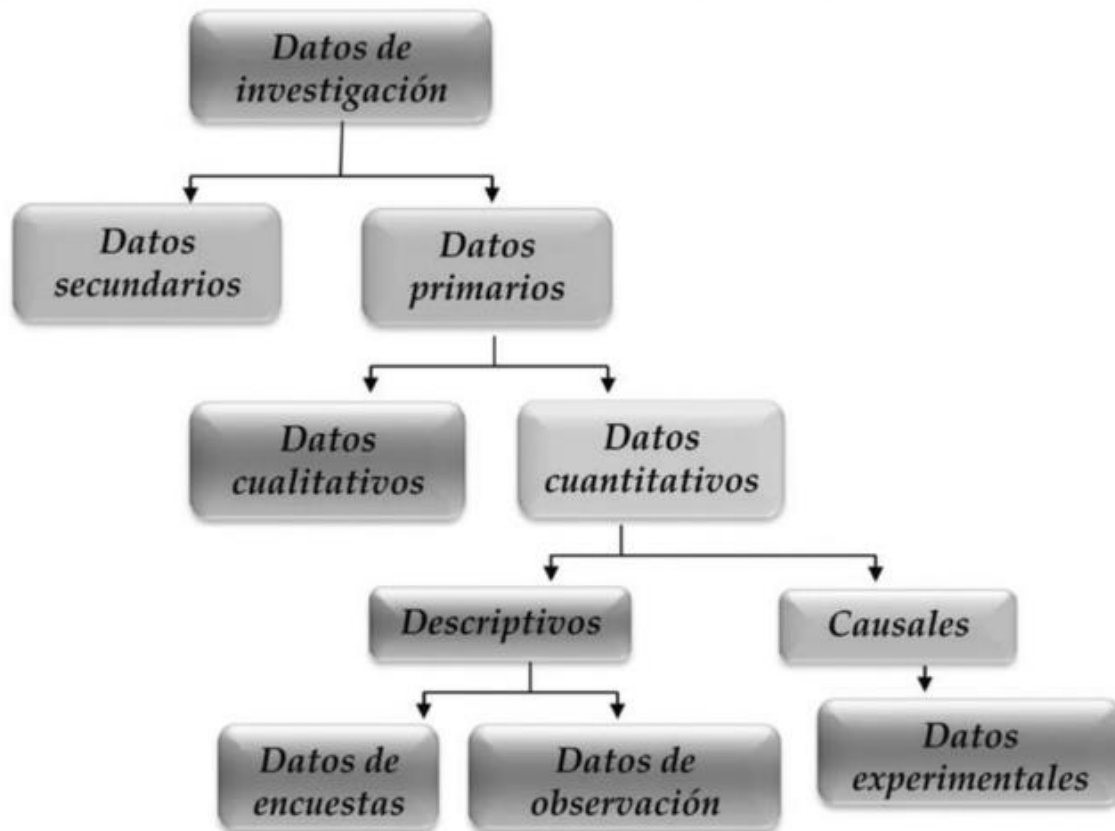 Datos de
investigación
Datos
secundarios
Datos
primarios
Datos
cualitativos
Datos
cuantitativos
Descriptivos
Causales
Datos de
encuestas
Datos de
observación
Datos
experimentales